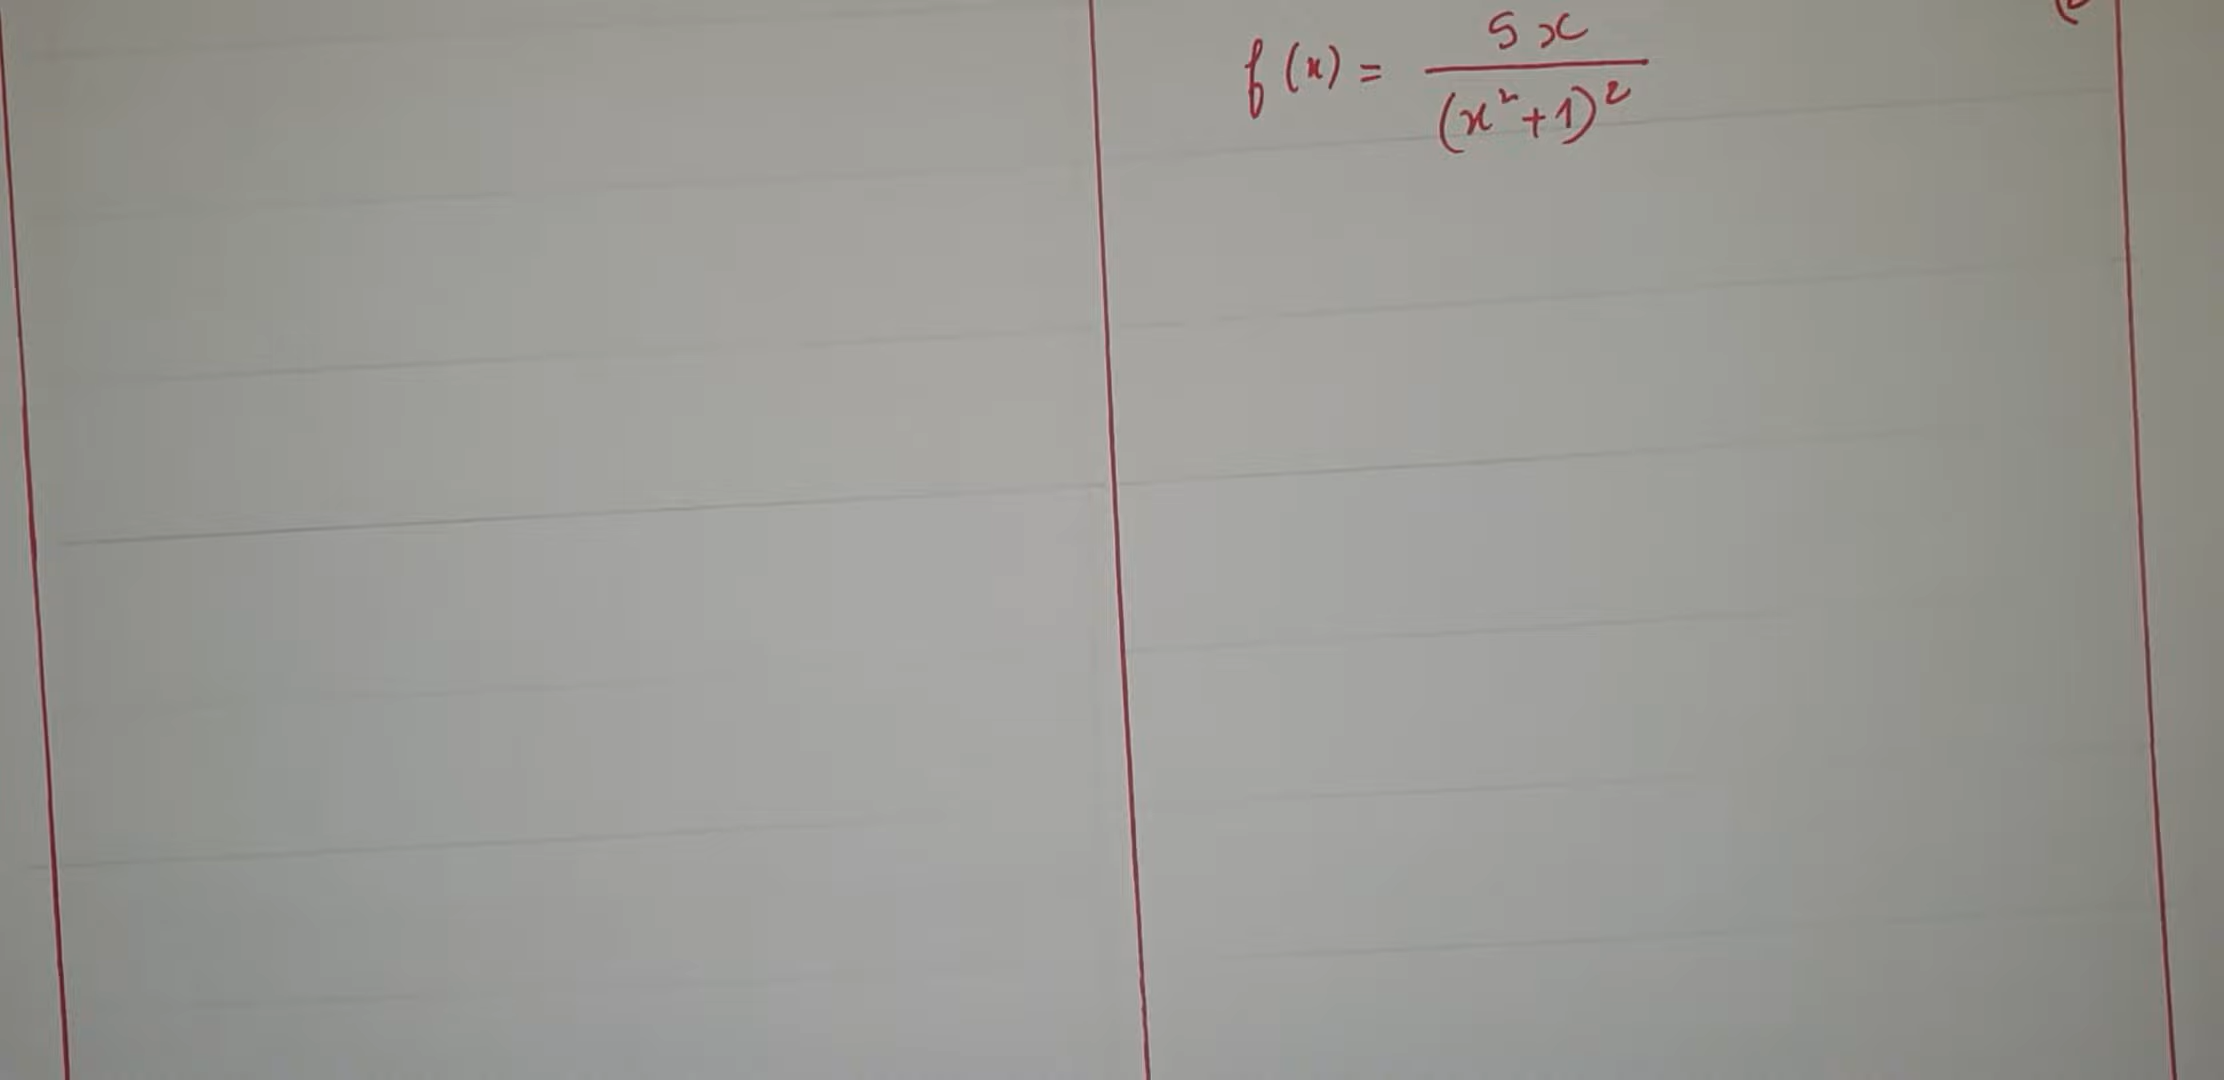 f(x) = 5x / (x²+1)²